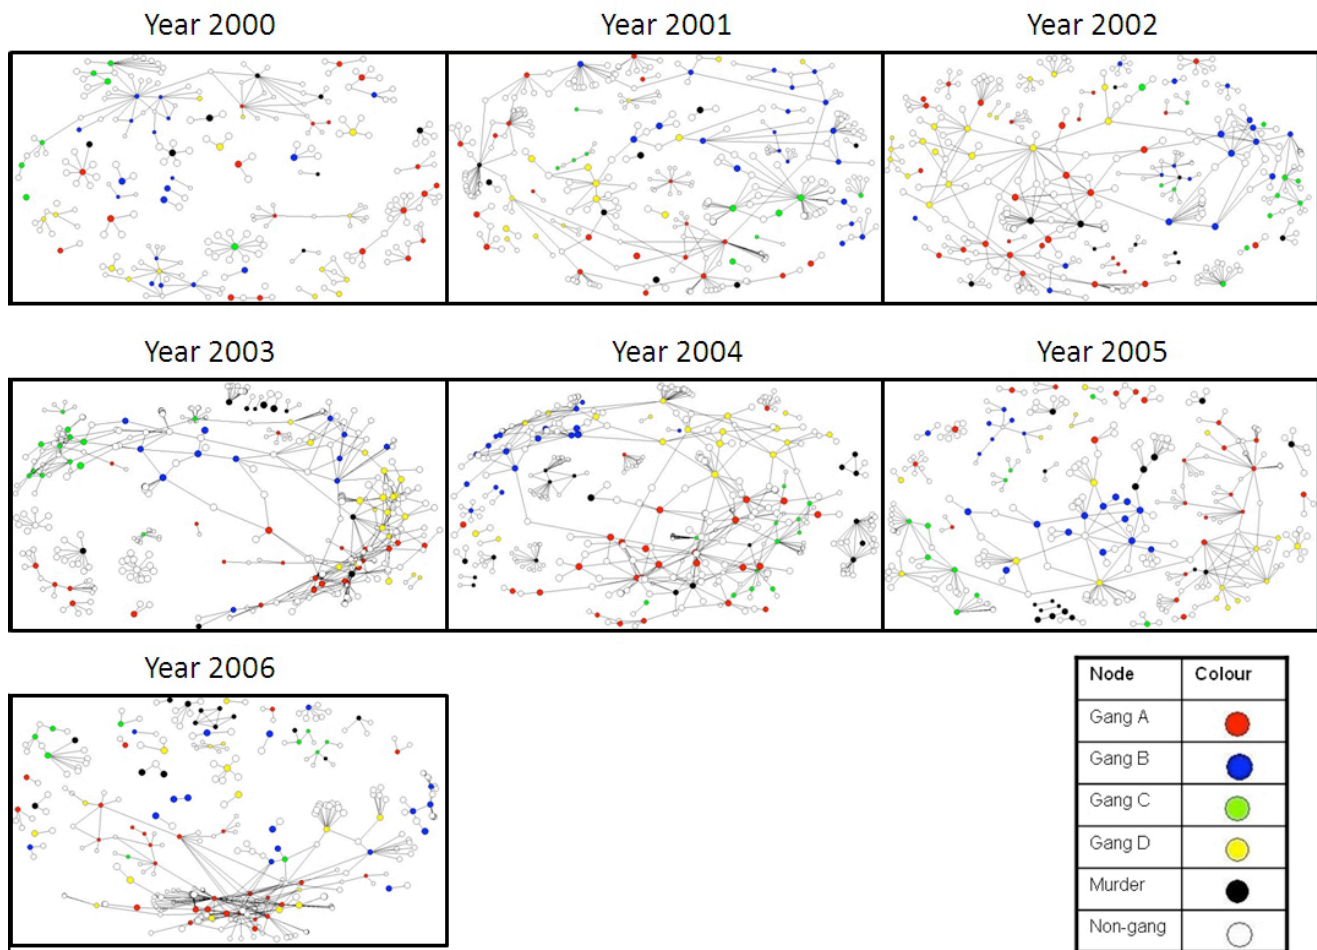 Year 2000
Year 2001
Year 2002
Year 2003
Year 2004
Year 2005
Year 2006
Node Colour
Gang A
Gang B
Gang C
Gang D
Murder
Non-gang